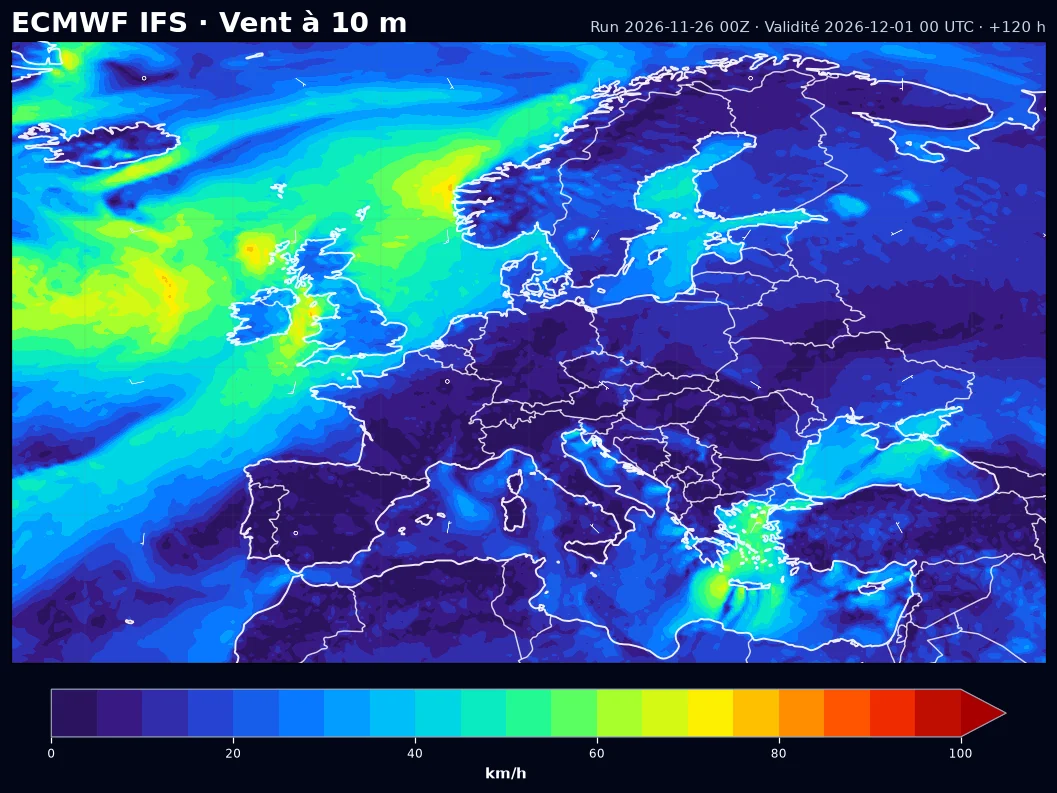 ECMWF IFS · Vent à 10 m
Run 2026-11-26 00Z · Validité 2026-12-01 00 UTC · +120 h
0 20 40 60 80 100
km/h